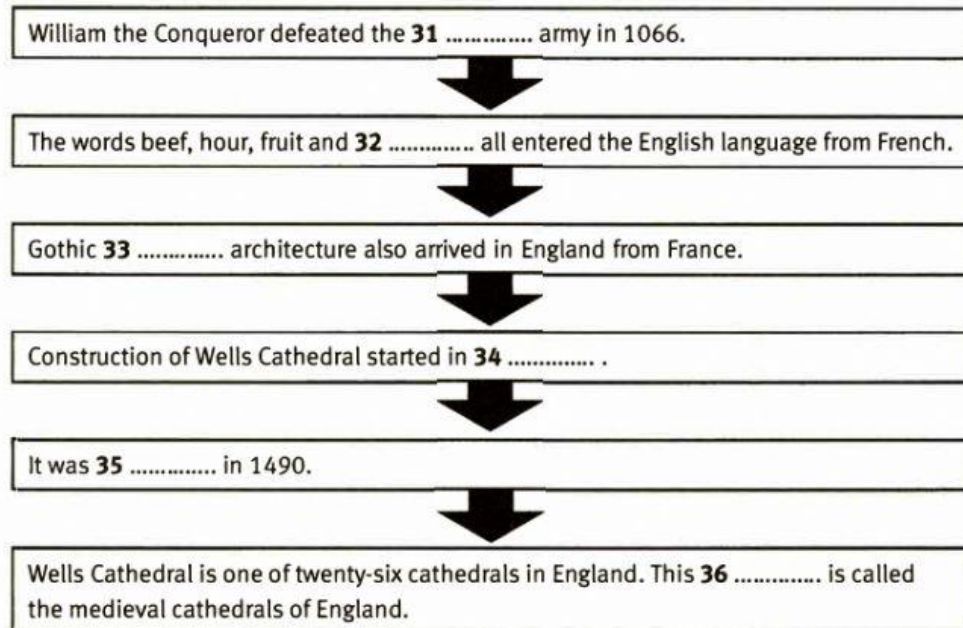 William the Conqueror defeated the 31 .............. army in 1066.
The words beef, hour, fruit and 32 .............. all entered the English language from French.
Gothic 33 .............. architecture also arrived in England from France.
Construction of Wells Cathedral started in 34 .............. .
It was 35 .............. in 1490.
Wells Cathedral is one of twenty-six cathedrals in England. This 36 .............. is called
the medieval cathedrals of England.